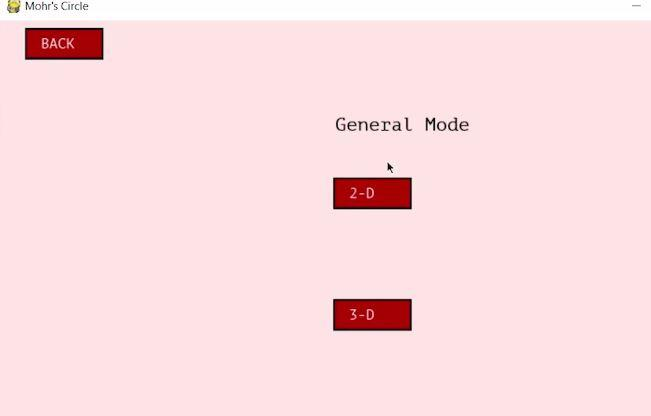 Mohr's Circle
BACK
General Mode
2-D
3-D